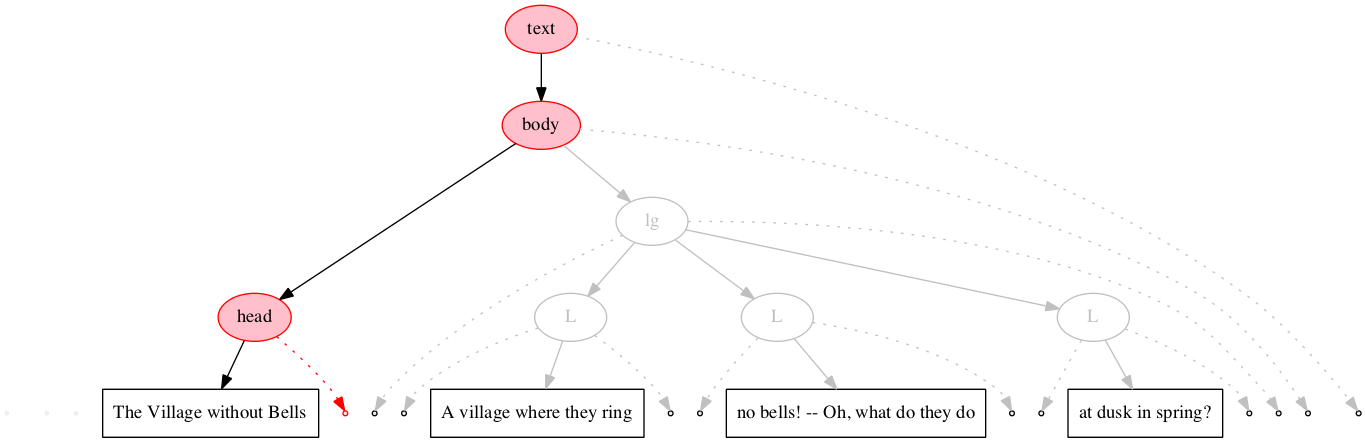 text
body
lg
head
L
L
L
The Village without Bells
A village where they ring
no bells! -- Oh, what do they do
at dusk in spring?